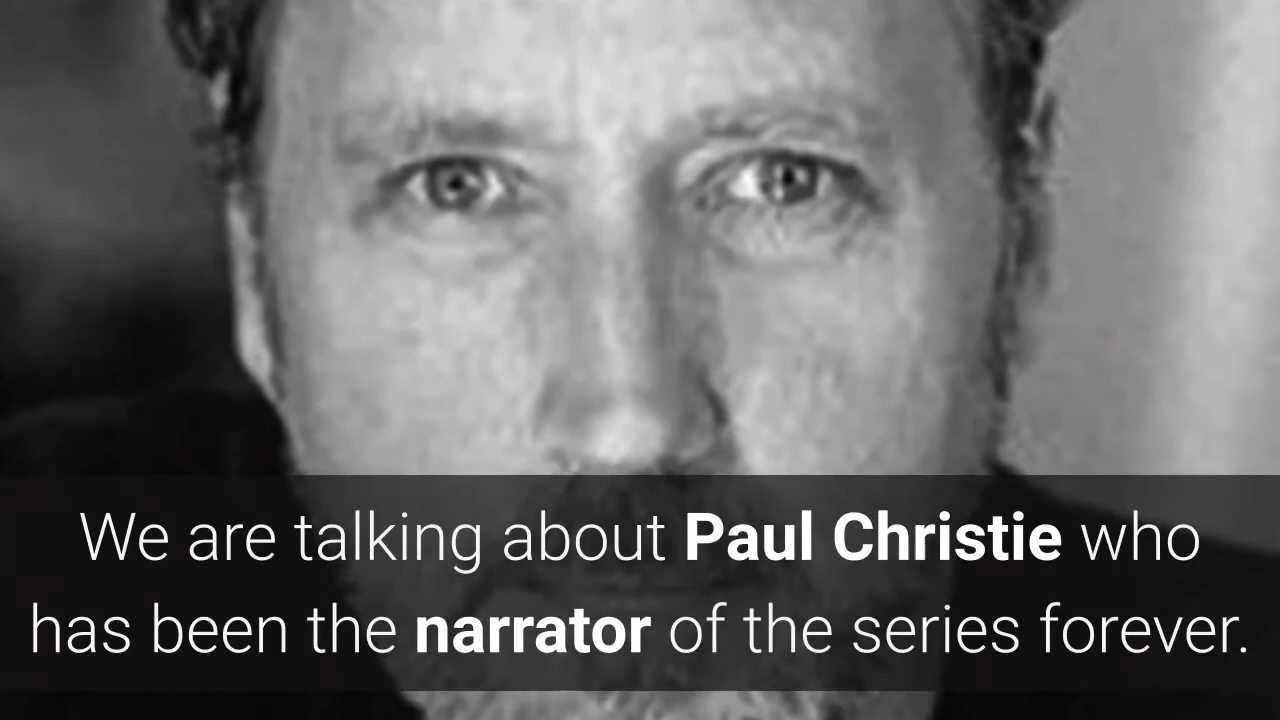 We are talking about Paul Christie who
has been the narrator of the series forever.